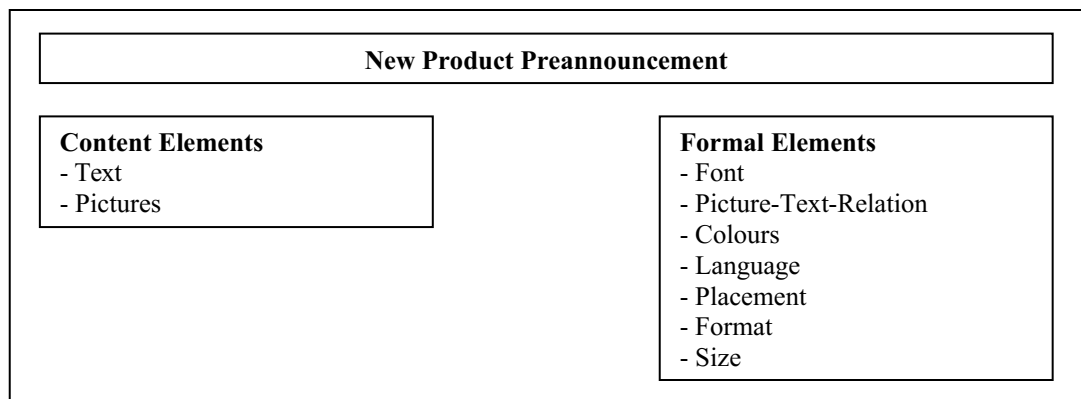 New Product Preannouncement
Content Elements
- Text
- Pictures
Formal Elements
- Font
- Picture-Text-Relation
- Colours
- Language
- Placement
- Format
- Size